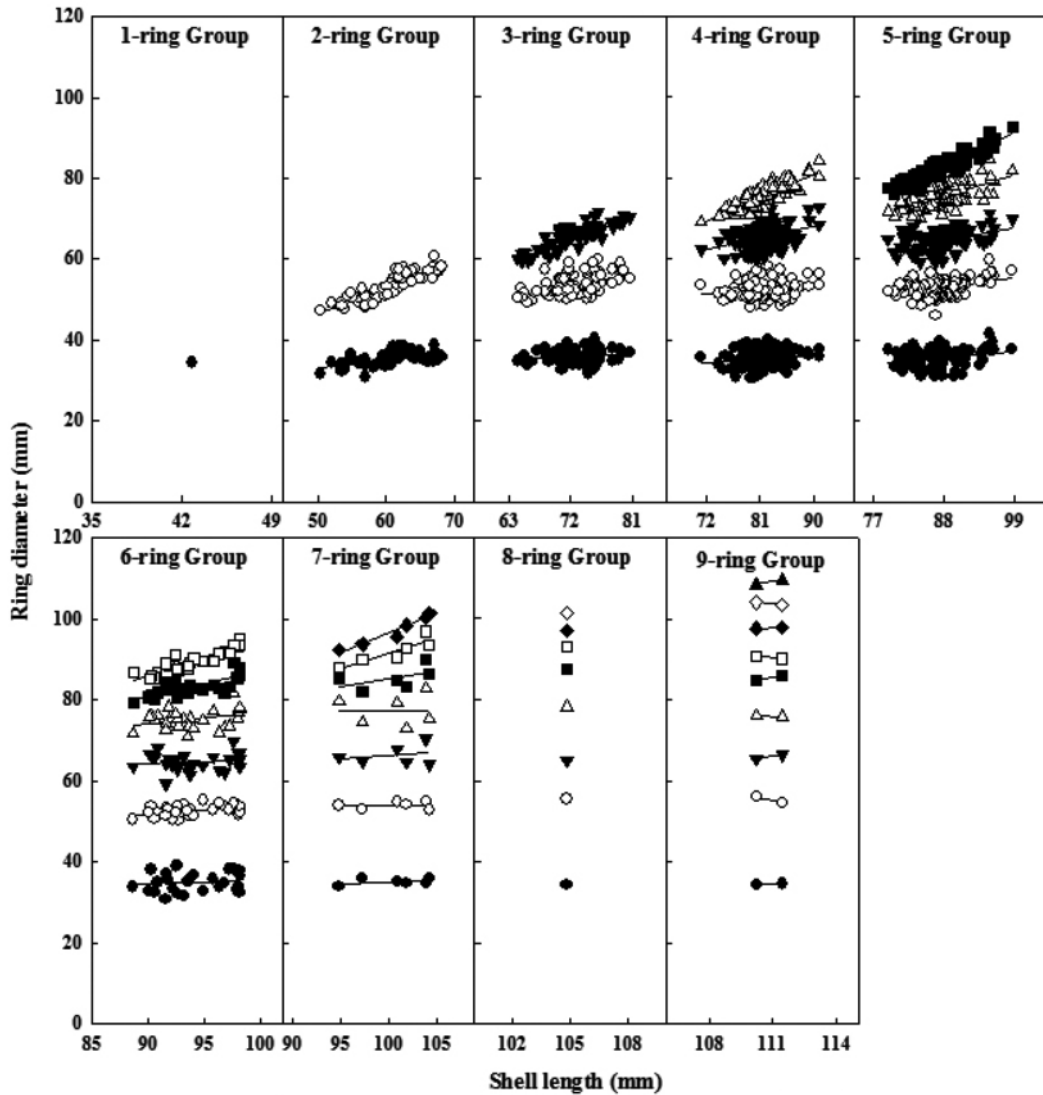 120 1-ring Group 2-ring Group 3-ring Group 4-ring Group 5-ring Group
100
80
60
40
20
0
35 42 49 50 60 70 63 72 81 72 81 90 77 88 99
Ring diameter (mm)
120 6-ring Group 7-ring Group 8-ring Group 9-ring Group
100
80
60
40
20
0
85 90 95 100 90 95 100 105 102 105 108 108 111 114
Shell length (mm)